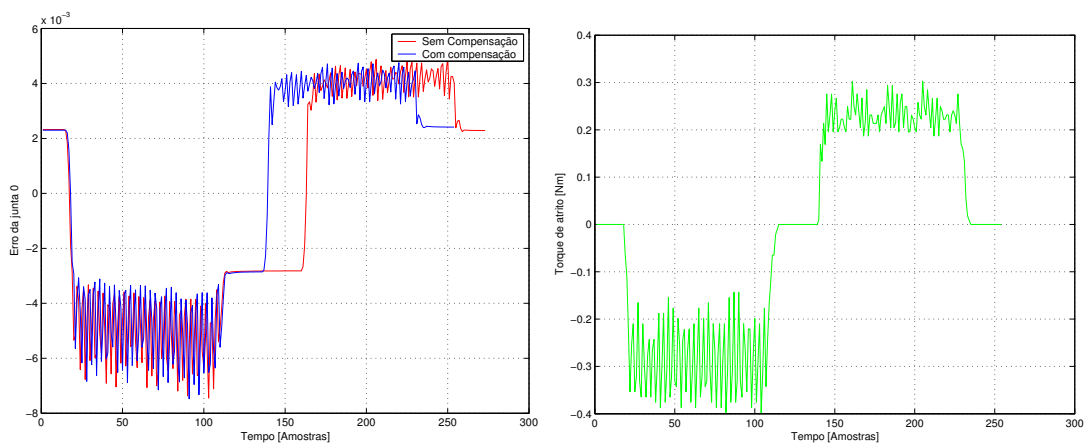 x 10⁻³
6
4
2
0
−2
−4
−6
−8
Erro da junta 0
Sem Compensação
Com compensação
0 50 100 150 200 250 300
Tempo [Amostras]
0.4
0.3
0.2
0.1
0
−0.1
−0.2
−0.3
−0.4
Torque de atrito [Nm]
0 50 100 150 200 250 300
Tempo [Amostras]